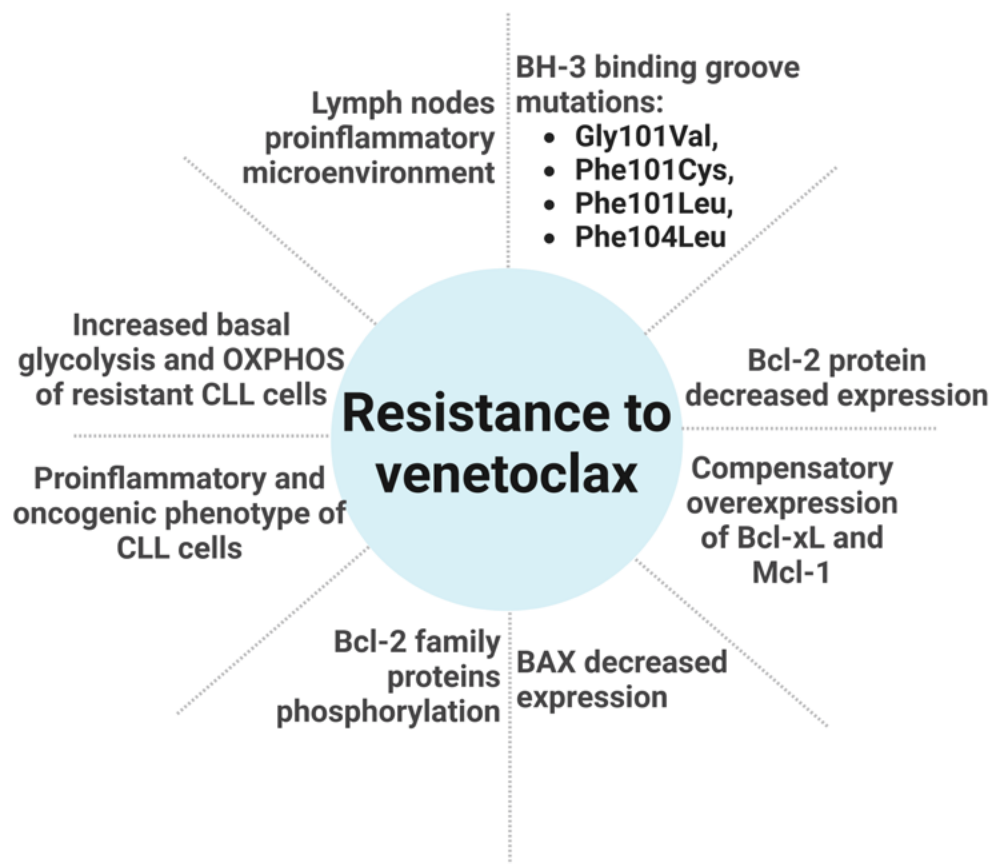 Lymph nodes
proinflammatory
microenvironment
BH-3 binding groove
mutations:
• Gly101Val,
• Phe101Cys,
• Phe101Leu,
• Phe104Leu
Increased basal
glycolysis and OXPHOS
of resistant CLL cells
Bcl-2 protein
decreased expression
Resistance to
venetoclax
Proinflammatory and
oncogenic phenotype of
CLL cells
Compensatory
overexpression
of Bcl-xL and
Mcl-1
Bcl-2 family
proteins
phosphorylation
BAX decreased
expression